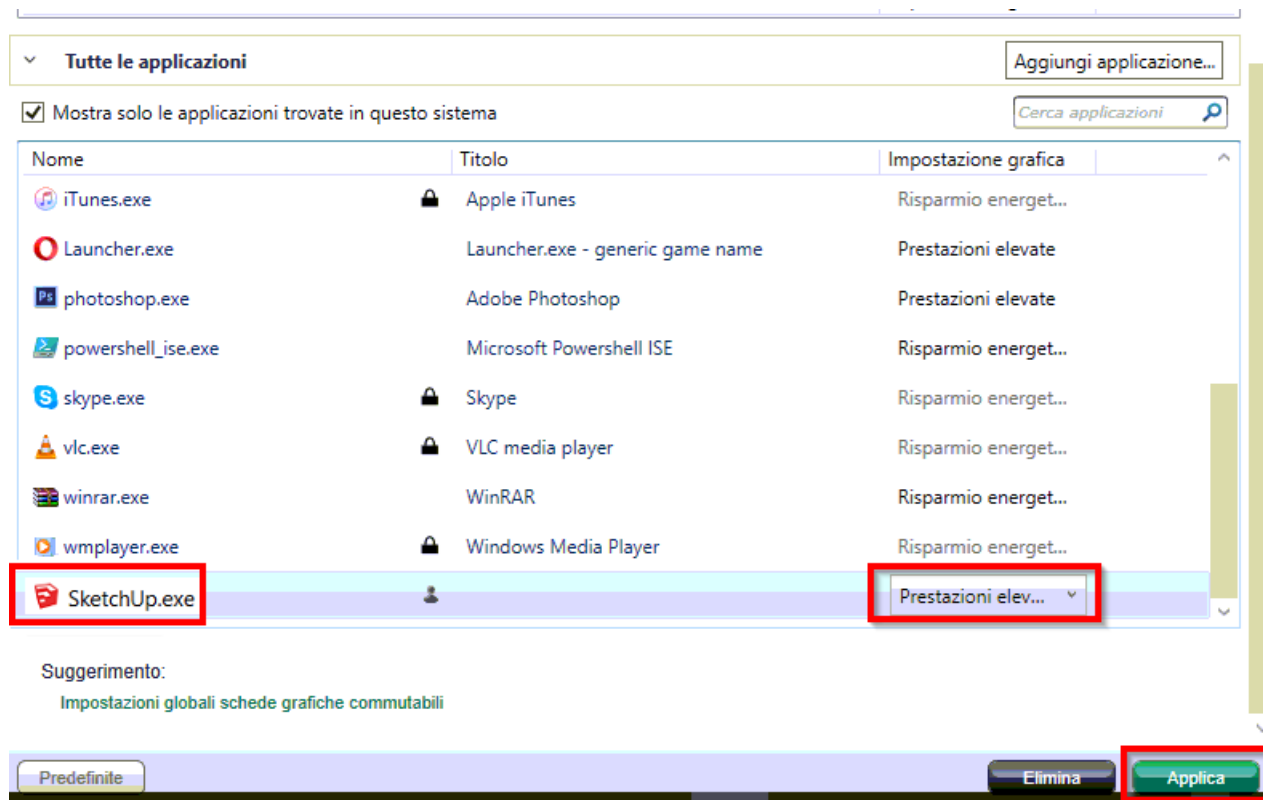 Tutte le applicazioni
Aggiungi applicazione...
Mostra solo le applicazioni trovate in questo sistema
Cerca applicazioni
Nome Titolo Impostazione grafica
iTunes.exe Apple iTunes Risparmio energet...
Launcher.exe Launcher.exe - generic game name Prestazioni elevate
Ps photoshop.exe Adobe Photoshop Prestazioni elevate
powershell_ise.exe Microsoft Powershell ISE Risparmio energet...
S skype.exe Skype Risparmio energet...
vlc.exe VLC media player Risparmio energet...
winrar.exe WinRAR Risparmio energet...
wmplayer.exe Windows Media Player Risparmio energet...
SketchUp.exe Prestazioni elev...
Suggerimento:
Impostazioni globali schede grafiche commutabili
Predefinite Elimina Applica